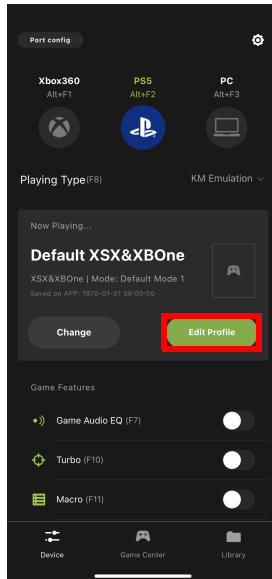 Port config
Xbox360 PS5 PC
Alt+F1 Alt+F2 Alt+F3
Playing Type(F8) KM Emulation
Now Playing...
Default XSX&XBOne
XSX&XBOne | Mode: Default Mode 1
Saved on APP: 1970-01-01 08:00:00
Change Edit Profile
Game Features
Game Audio EQ (F7)
Turbo (F10)
Macro (F11)
Device Game Center Library